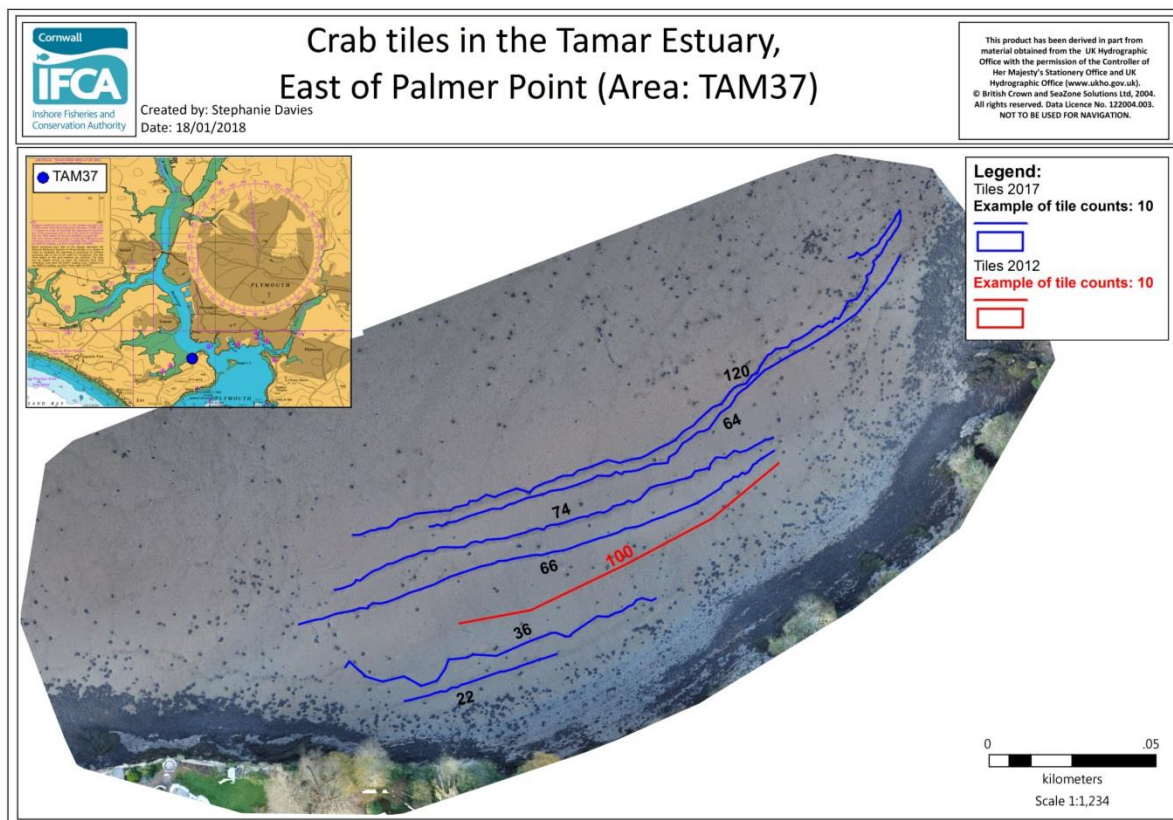 Cornwall
IFCA
Inshore Fisheries and
Conservation Authority
Crab tiles in the Tamar Estuary,
East of Palmer Point (Area: TAM37)
Created by: Stephanie Davies
Date: 18/01/2018
This product has been derived in part from
material obtained from the UK Hydrographic
Office with the permission of the Controller of
Her Majesty's Stationery Office and UK
Hydrographic Office (www.ukho.gov.uk).
© British Crown and SeaZone Solutions Ltd, 2004.
All rights reserved. Data Licence No. 122004.003.
NOT TO BE USED FOR NAVIGATION.
TAM37
PLYMOUTH
PLYMOUTH
Legend:
Tiles 2017
Example of tile counts: 10
Tiles 2012
Example of tile counts: 10
120
64
74
66
100
36
22
0 .05
kilometers
Scale 1:1,234